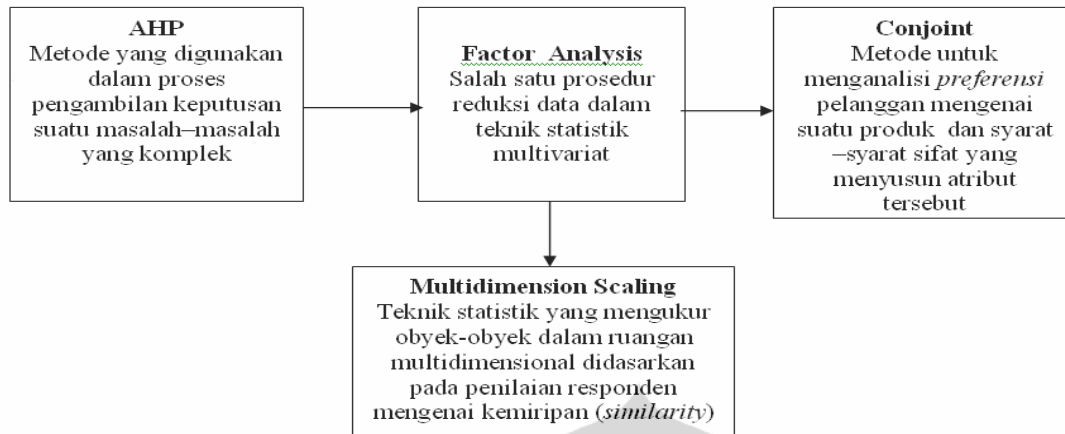 AHP
Metode yang digunakan
dalam proses
pengambilan keputusan
suatu masalah–masalah
yang komplek
Factor Analysis
Salah satu prosedur
reduksi data dalam
teknik statistik
multivariat
Conjoint
Metode untuk
menganalisi preferensi
pelanggan mengenai
suatu produk dan syarat
–syarat sifat yang
menyusun atribut
tersebut
Multidimension Scaling
Teknik statistik yang mengukur
obyek-obyek dalam ruangan
multidimensional didasarkan
pada penilaian responden
mengenai kemiripan (similarity)